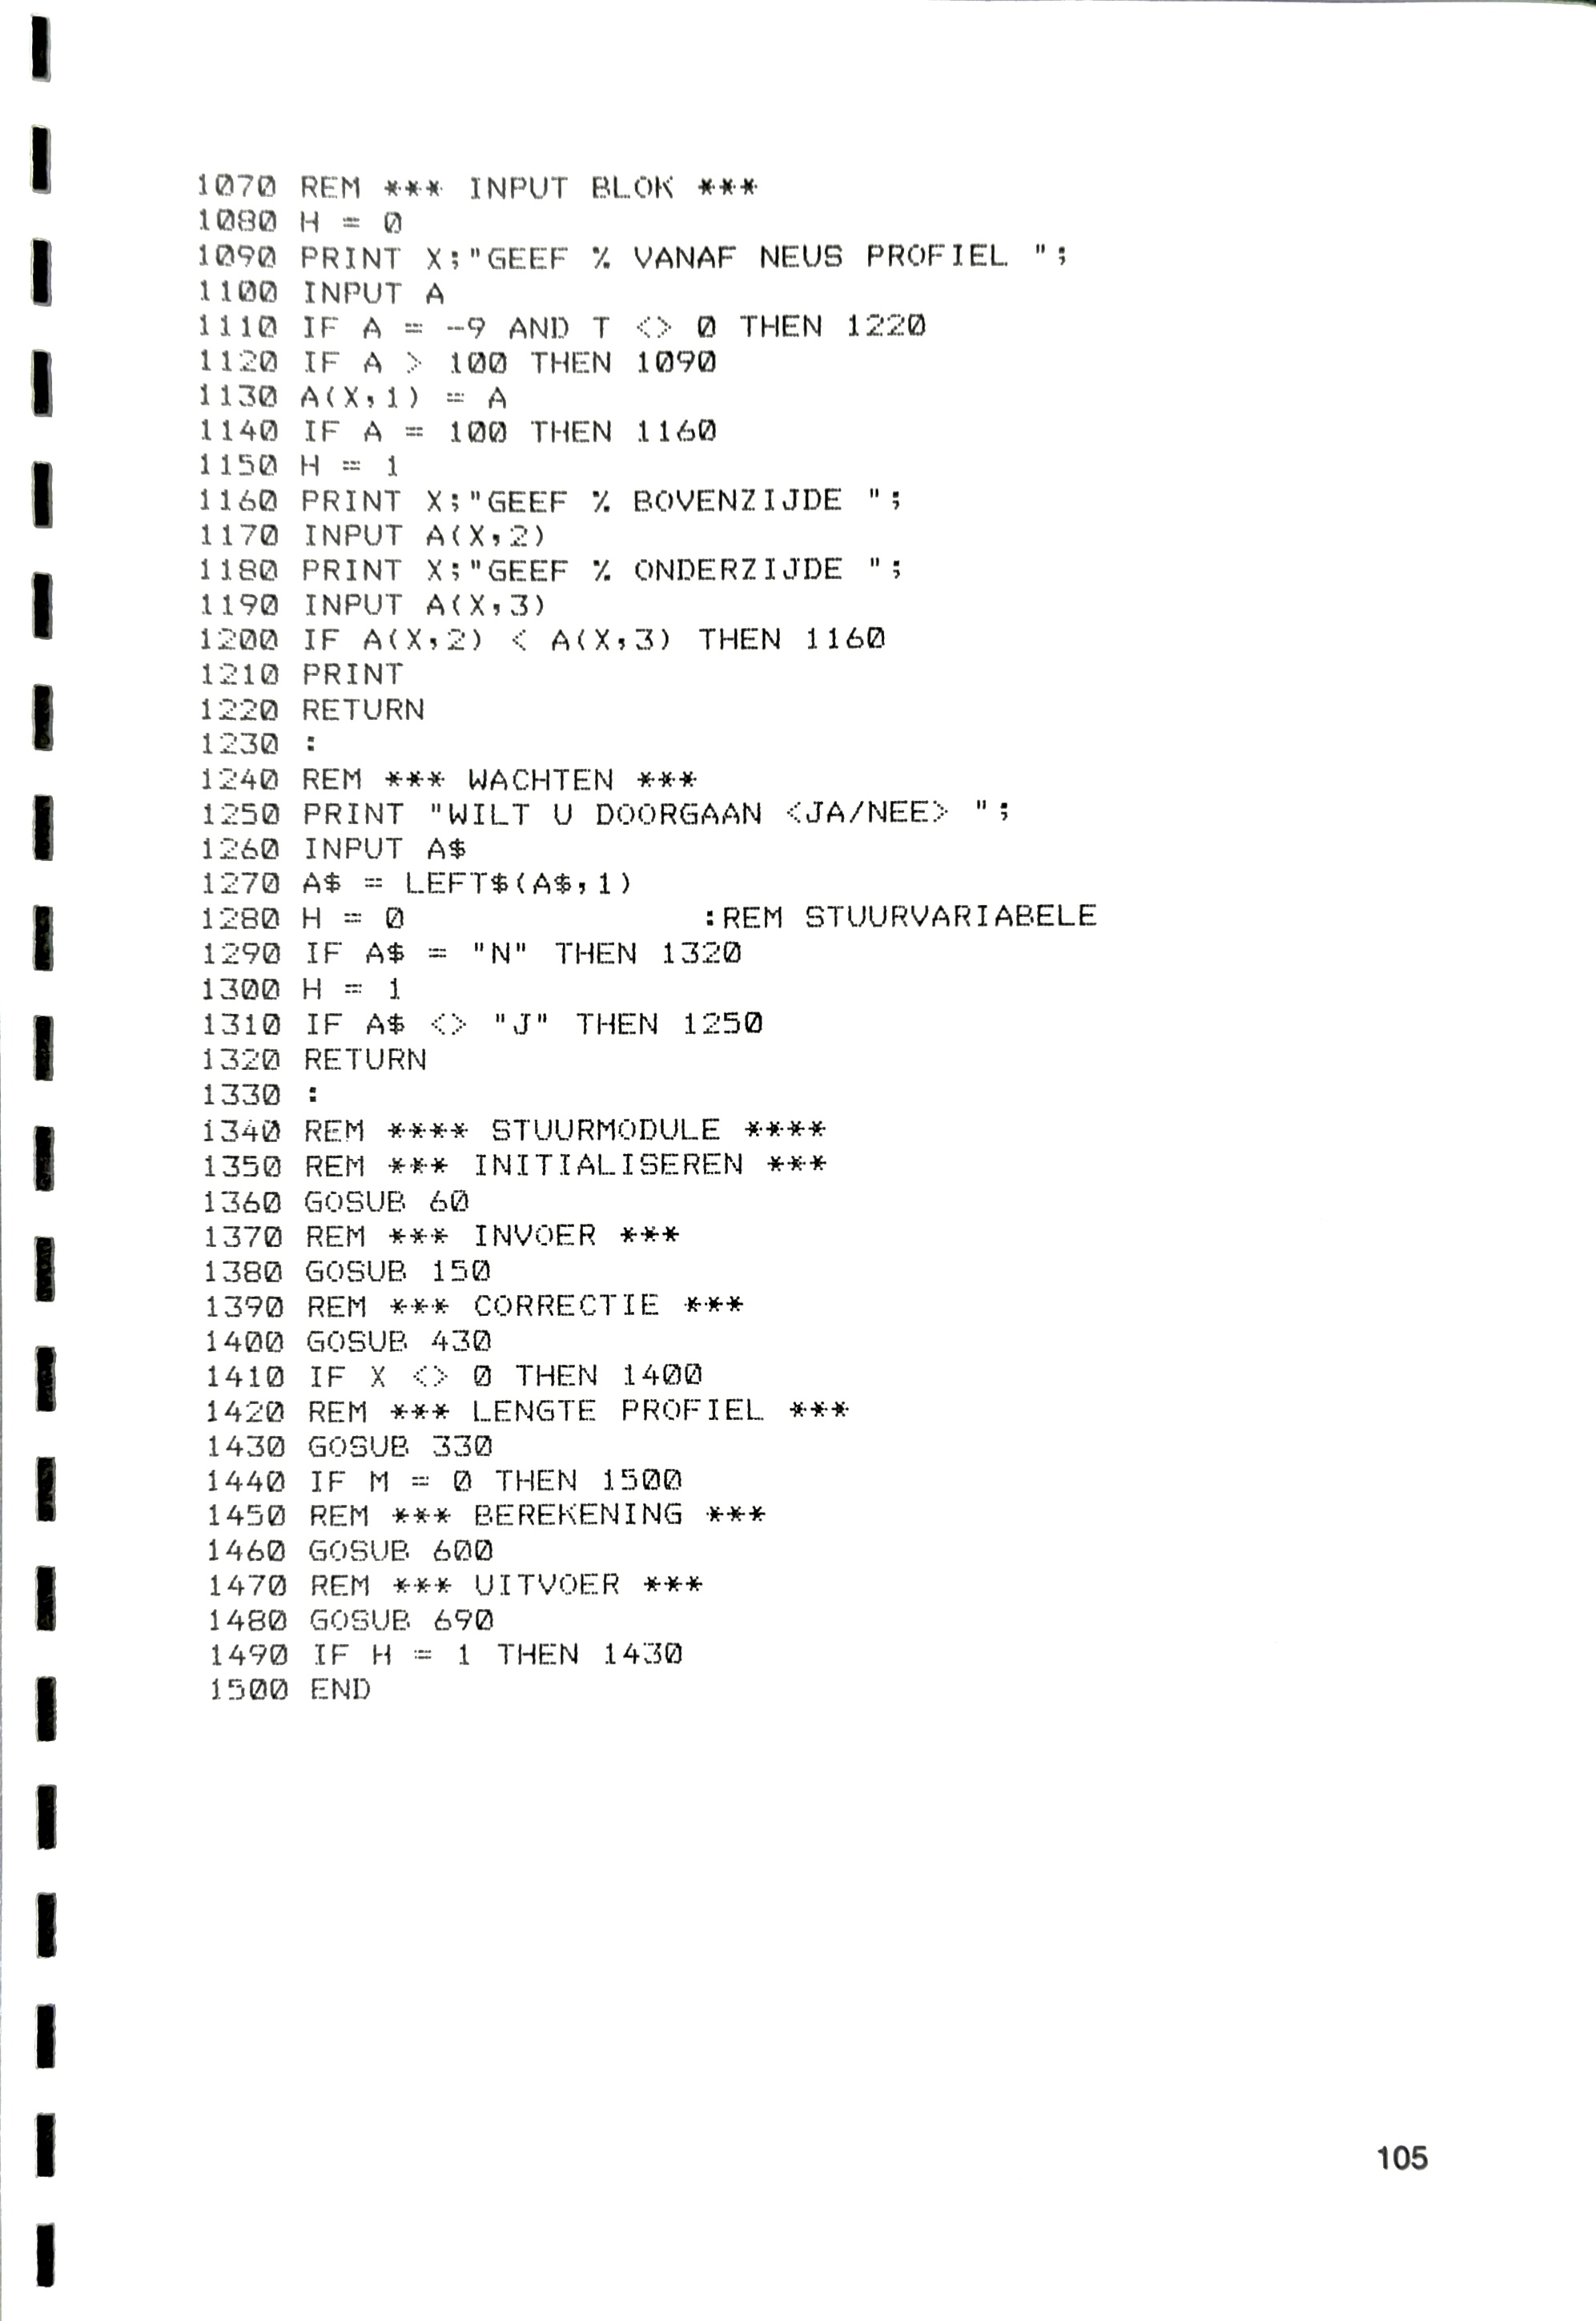 1070 REM *** INPUT BLOK ***
1080 H = 0
1090 PRINT X;"GEEF % VANAF NEUS PROFIEL ";
1100 INPUT A
1110 IF A = -9 AND T <> 0 THEN 1220
1120 IF A > 100 THEN 1090
1130 A(X,1) = A
1140 IF A = 100 THEN 1160
1150 H = 1
1160 PRINT X;"GEEF % BOVENZIJDE ";
1170 INPUT A(X,2)
1180 PRINT X;"GEEF % ONDERZIJDE ";
1190 INPUT A(X,3)
1200 IF A(X,2) < A(X,3) THEN 1160
1210 PRINT
1220 RETURN
1230 :
1240 REM *** WACHTEN ***
1250 PRINT "WILT U DOORGAAN <JA/NEE> ";
1260 INPUT A$
1270 A$ = LEFT$(A$,1)
1280 H = 0 :REM STUURVARIABELE
1290 IF A$ = "N" THEN 1320
1300 H = 1
1310 IF A$ <> "J" THEN 1250
1320 RETURN
1330 :
1340 REM **** STUURMODULE ****
1350 REM *** INITIALISEREN ***
1360 GOSUB 60
1370 REM *** INVOER ***
1380 GOSUB 150
1390 REM *** CORRECTIE ***
1400 GOSUB 430
1410 IF X <> 0 THEN 1400
1420 REM *** LENGTE PROFIEL ***
1430 GOSUB 330
1440 IF M = 0 THEN 1500
1450 REM *** BEREKENING ***
1460 GOSUB 600
1470 REM *** UITVOER ***
1480 GOSUB 690
1490 IF H = 1 THEN 1430
1500 END
105